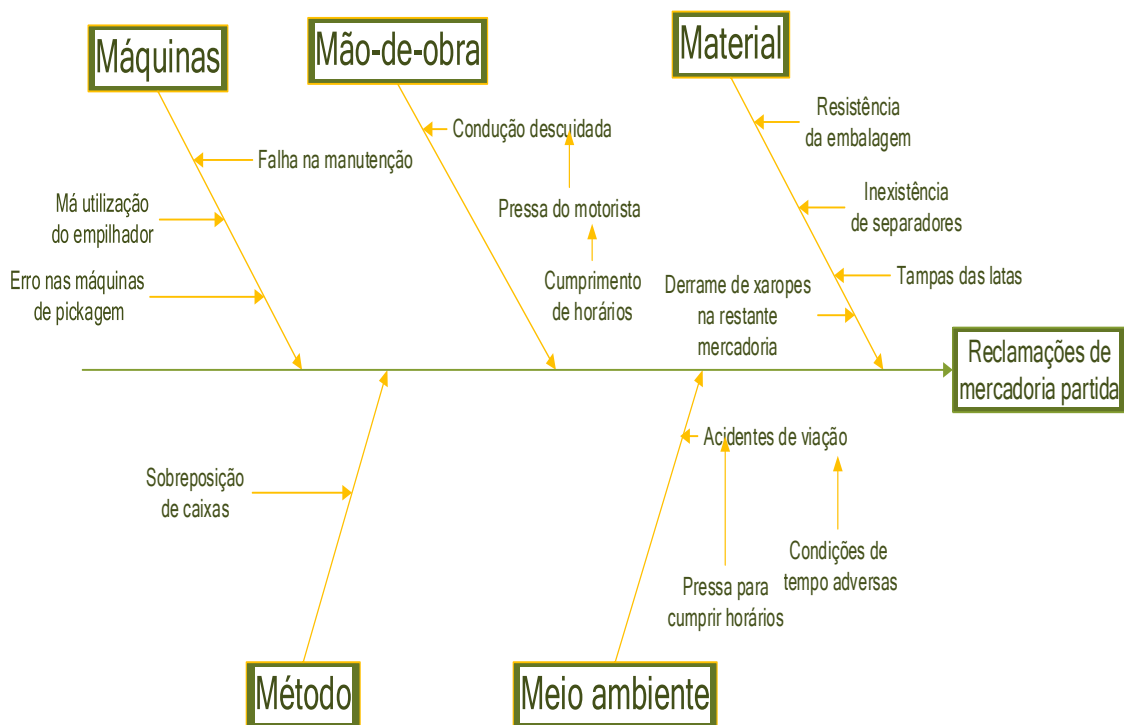 Máquinas
Mão-de-obra
Material
Falha na manutenção
Má utilização
do empilhador
Erro nas máquinas
de pickagem
Condução descuidada
Pressa do motorista
Cumprimento
de horários
Resistência
da embalagem
Inexistência
de separadores
Tampas das latas
Derrame de xaropes
na restante
mercadoria
Reclamações de
mercadoria partida
Sobreposição
de caixas
Acidentes de viação
Pressa para
cumprir horários
Condições de
tempo adversas
Método
Meio ambiente